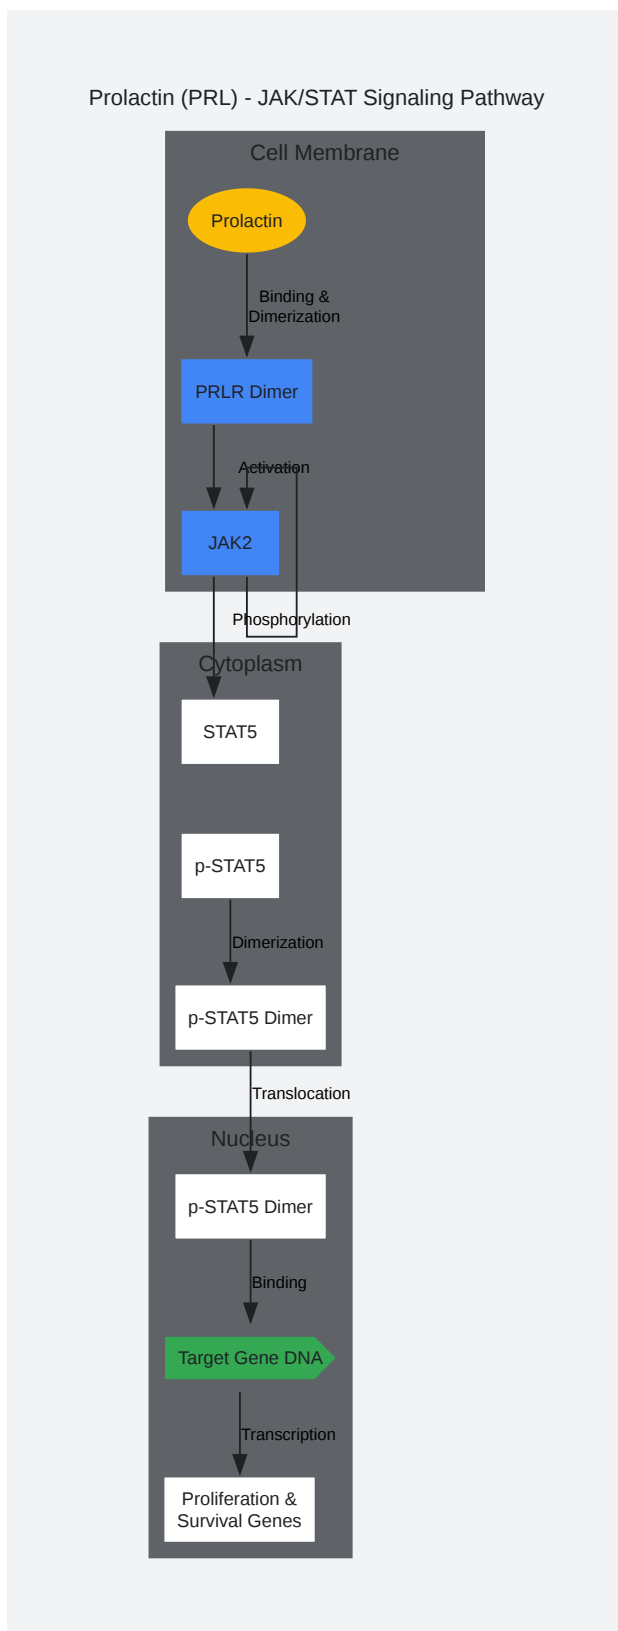 Prolactin (PRL) - JAK/STAT Signaling Pathway
Cell Membrane
Prolactin
Binding &
Dimerization
PRLR Dimer
Activation
JAK2
Phosphorylation
Cytoplasm
STAT5
p-STAT5
Dimerization
p-STAT5 Dimer
Translocation
Nucleus
p-STAT5 Dimer
Binding
Target Gene DNA
Transcription
Proliferation &
Survival Genes